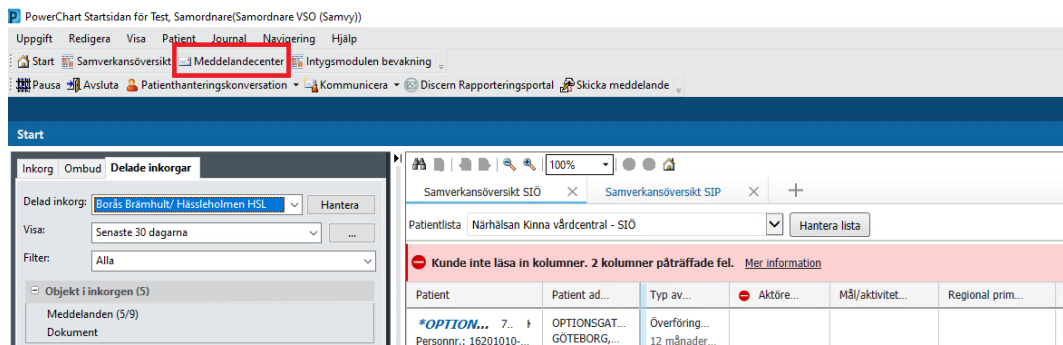 PowerChart Startsidan för Test, Samordnare(Samordnare VSO (Samvy))
Uppgift Redigera Visa Patient Journal Navigering Hjälp
Start Samverkansöversikt Meddelandecenter Intygsmodulen bevakning
Pausa Avsluta Patienthanteringskonversation Kommunicera Discern Rapporteringsportal Skicka meddelande
Start
Inkorg Ombud Delade inkorgar
Delad inkorg: Borås Brämhult/ Hässleholmen HSL Hantera
Visa: Senaste 30 dagarna ...
Filter: Alla
Objekt i inkorgen (5)
Meddelanden (5/9)
Dokument
100%
Samverkansöversikt SIÖ Samverkansöversikt SIP
Patientlista Närhälsan Kinna vårdcentral - SIÖ Hantera lista
Kunde inte läsa in kolumner. 2 kolumner påträffade fel. Mer information
Patient Patient ad... Typ av... Aktöre... Mål/aktivitet... Regional prim...
*OPTION... 7.. OPTIONSGAT... Överföring...
Personnr.: 16201010-... GÖTEBORG,... 12 månader...